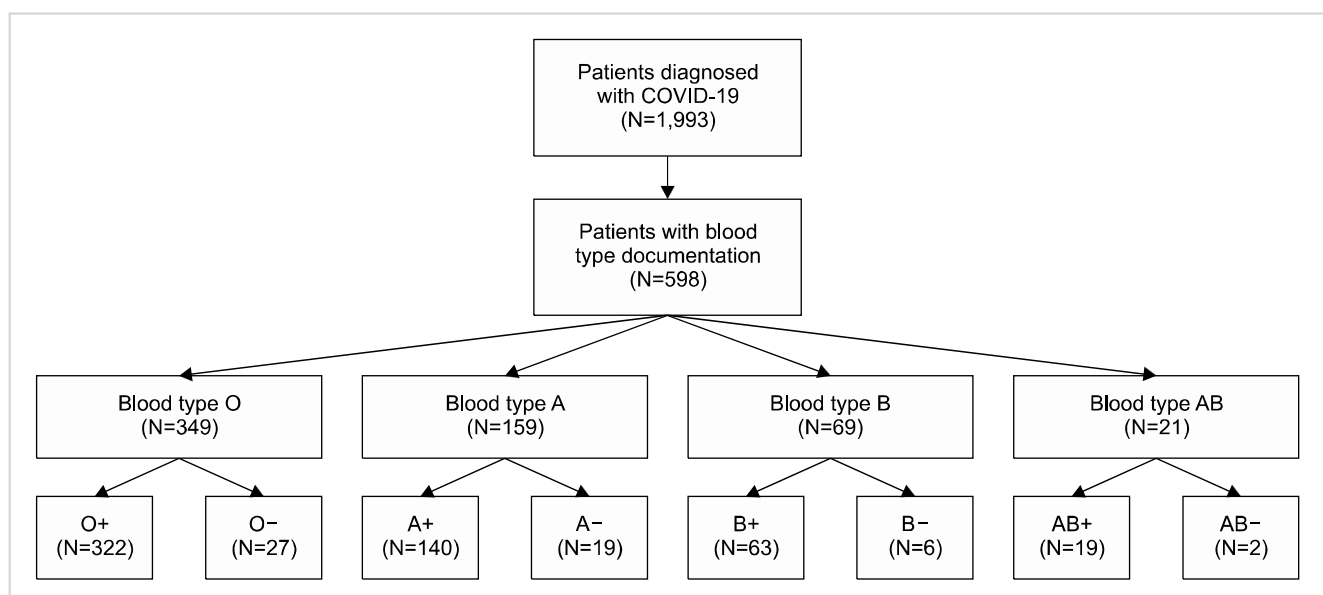 Patients diagnosed
with COVID-19
(N=1,993)
Patients with blood
type documentation
(N=598)
Blood type O
(N=349)
Blood type A
(N=159)
Blood type B
(N=69)
Blood type AB
(N=21)
O+
(N=322)
O−
(N=27)
A+
(N=140)
A−
(N=19)
B+
(N=63)
B−
(N=6)
AB+
(N=19)
AB−
(N=2)